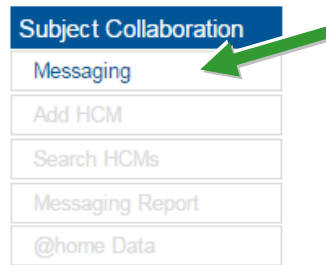 Subject Collaboration
Messaging
Add HCM
Search HCMs
Messaging Report
@home Data